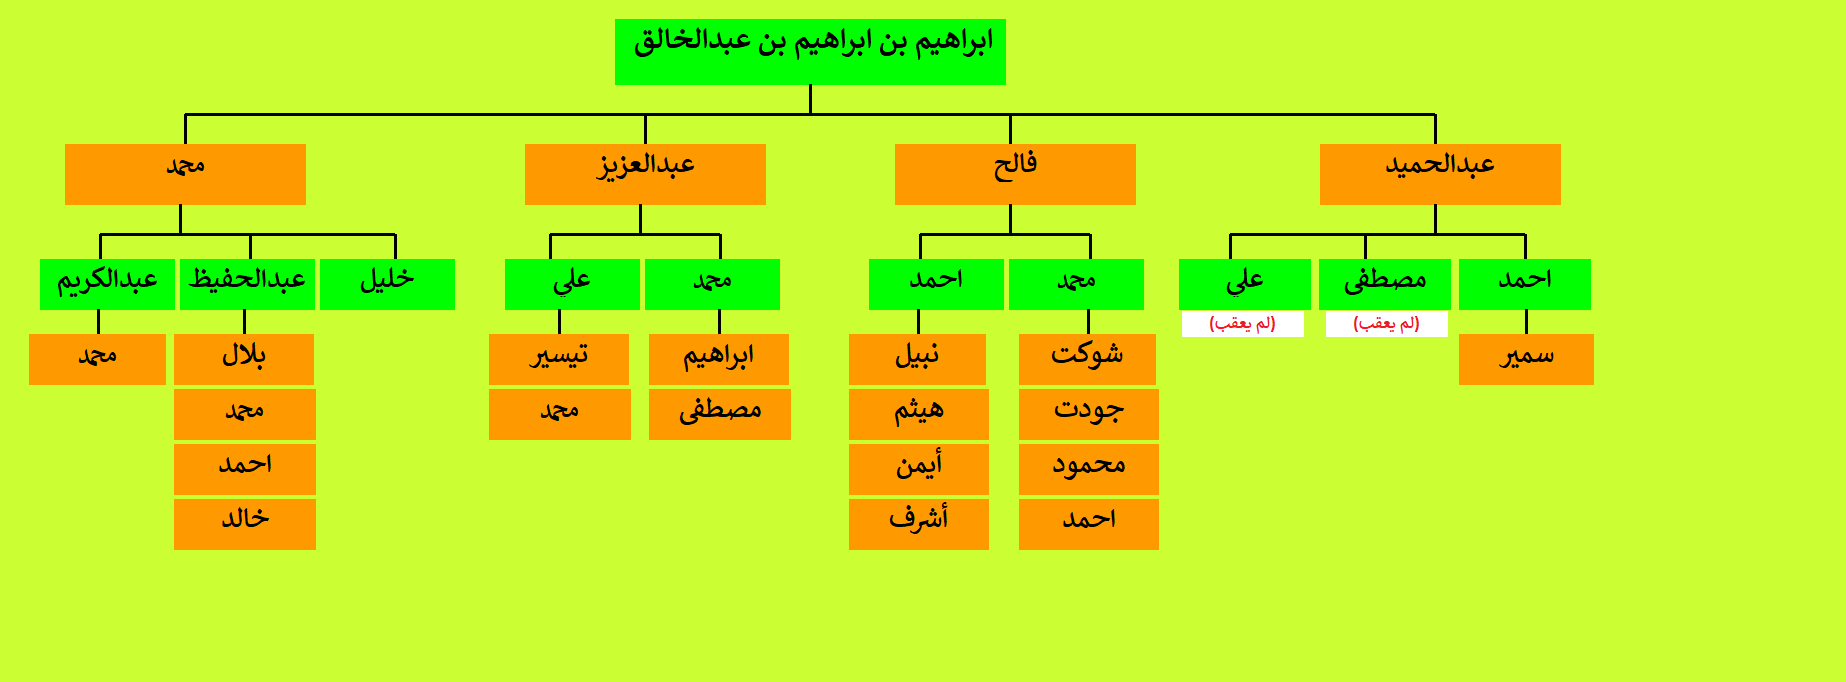 ابراهيم بن ابراهيم بن عبدالخالق
عبدالحميد
فالح
عبدالعزيز
محمد
احمد
مصطفى
علي
محمد
احمد
محمد
علي
خليل
عبدالحفيظ
عبدالكريم
(لم يعقب)
(لم يعقب)
سمير
شوكت
نبيل
ابراهيم
تيسير
بلال
محمد
جودت
هيثم
مصطفى
محمد
محمد
محمود
أيمن
احمد
احمد
أشرف
خالد